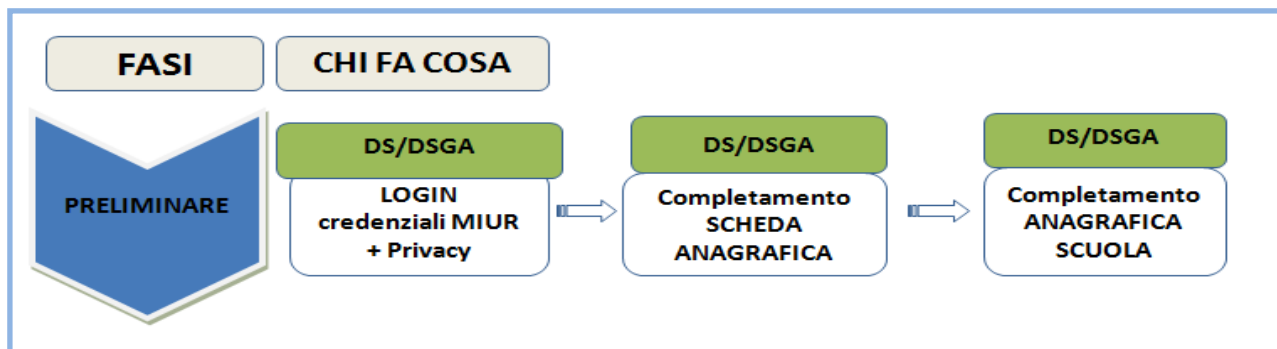 FASI
CHI FA COSA
PRELIMINARE
DS/DSGA
LOGIN
credenziali MIUR
+ Privacy
DS/DSGA
Completamento
SCHEDA
ANAGRAFICA
DS/DSGA
Completamento
ANAGRAFICA
SCUOLA